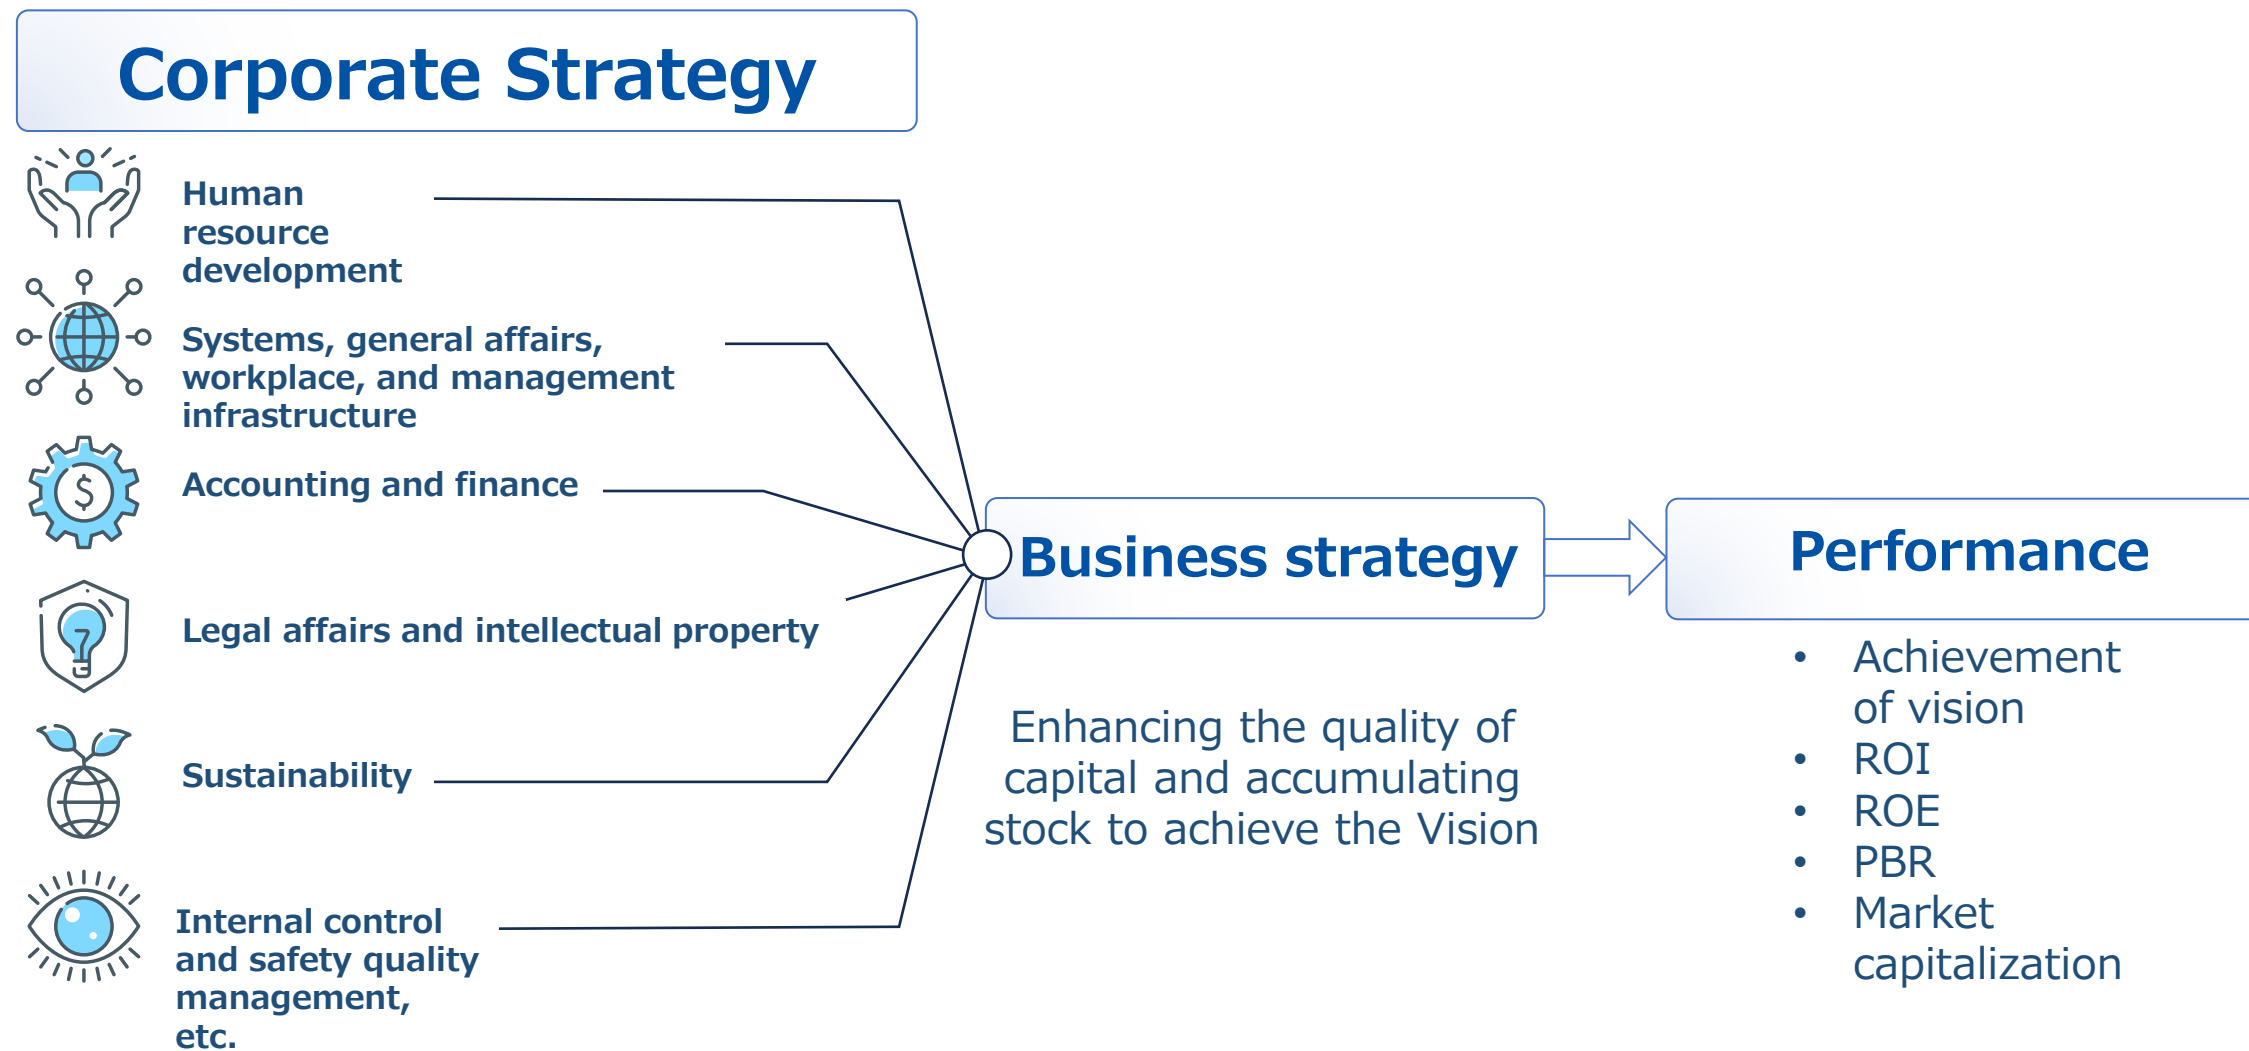 Corporate Strategy
Human
resource
development
Systems, general affairs,
workplace, and management
infrastructure
Accounting and finance
$
Legal affairs and intellectual property
Sustainability
Internal control
and safety quality
management,
etc.
Business strategy
Enhancing the quality of
capital and accumulating
stock to achieve the Vision
Performance
• Achievement
of vision
• ROI
• ROE
• PBR
• Market
capitalization